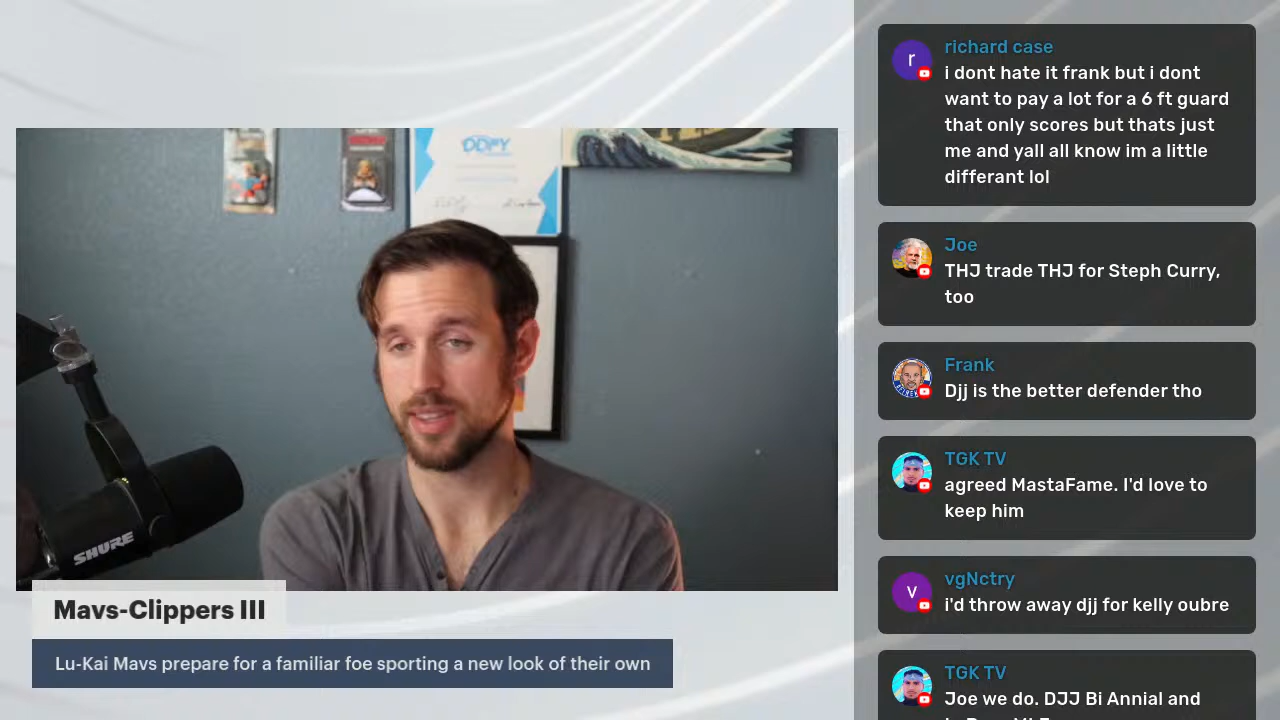 DDFY
SHURE
Mavs-Clippers III
Lu-Kai Mavs prepare for a familiar foe sporting a new look of their own
r
richard case
i dont hate it frank but i dont
want to pay a lot for a 6 ft guard
that only scores but thats just
me and yall all know im a little
differant lol
Joe
THJ trade THJ for Steph Curry,
too
Frank
Djj is the better defender tho
TGK TV
agreed MastaFame. I'd love to
keep him
v
vgNctry
i'd throw away djj for kelly oubre
TGK TV
Joe we do. DJJ Bi Annial and